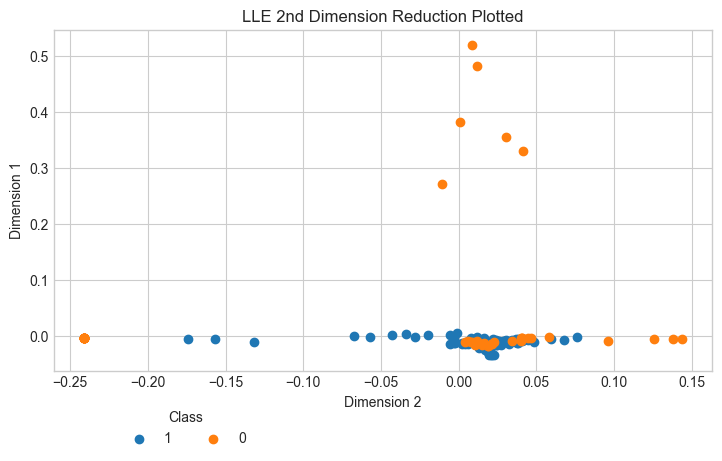 LLE 2nd Dimension Reduction Plotted
0.5
0.4
0.3
0.2
0.1
0.0
Dimension 1
−0.25 −0.20 −0.15 −0.10 −0.05 0.00 0.05 0.10 0.15
Dimension 2
Class
1 0